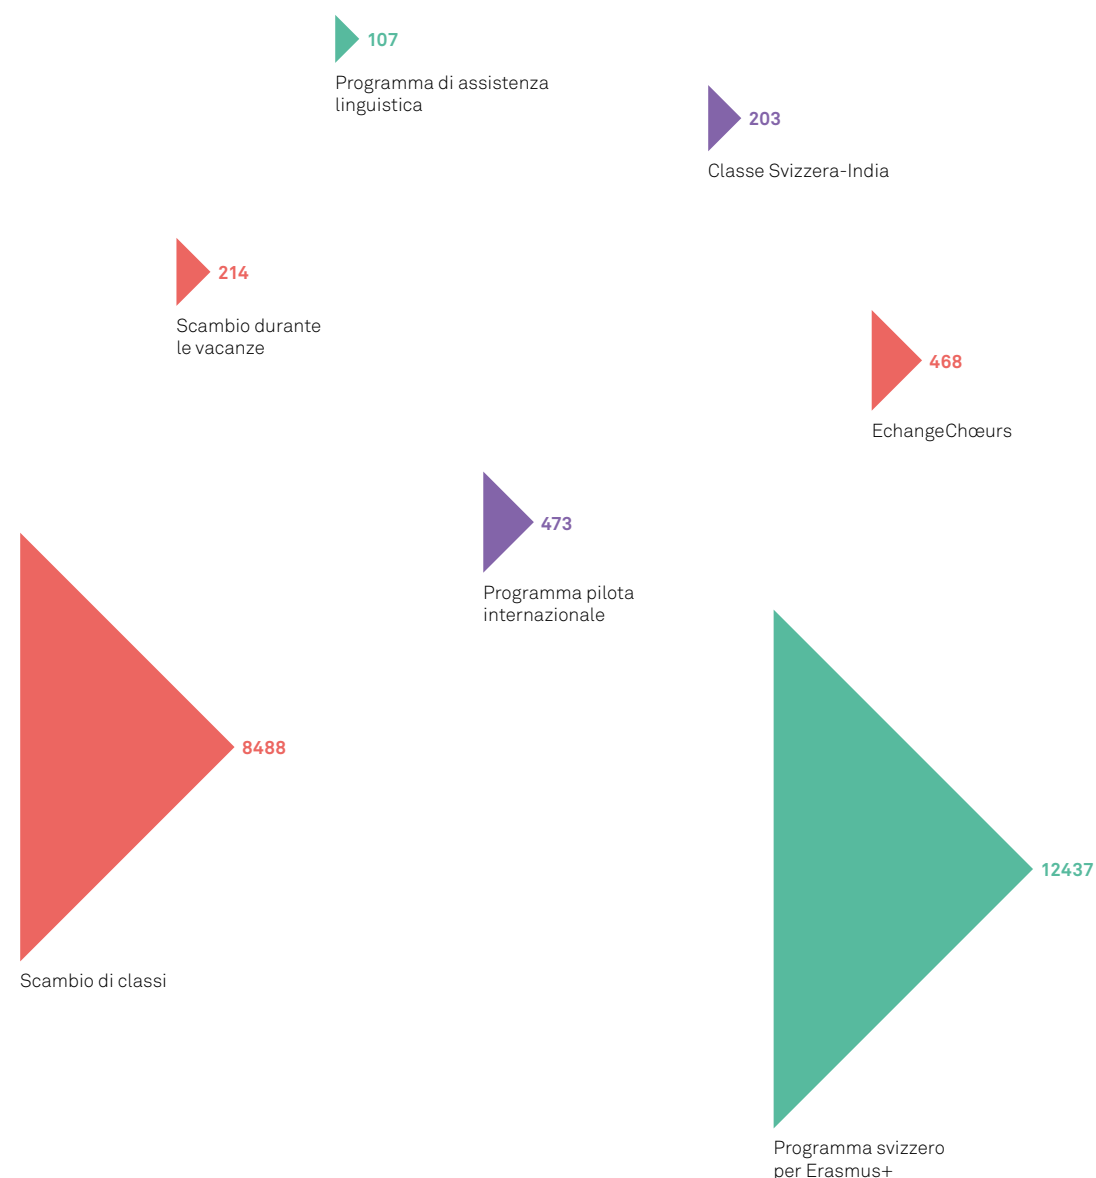 107
Programma di assistenza
linguistica
203
Classe Svizzera-India
214
Scambio durante
le vacanze
468
EchangeChœurs
473
Programma pilota
internazionale
8488
Scambio di classi
12437
Programma svizzero
per Erasmus+